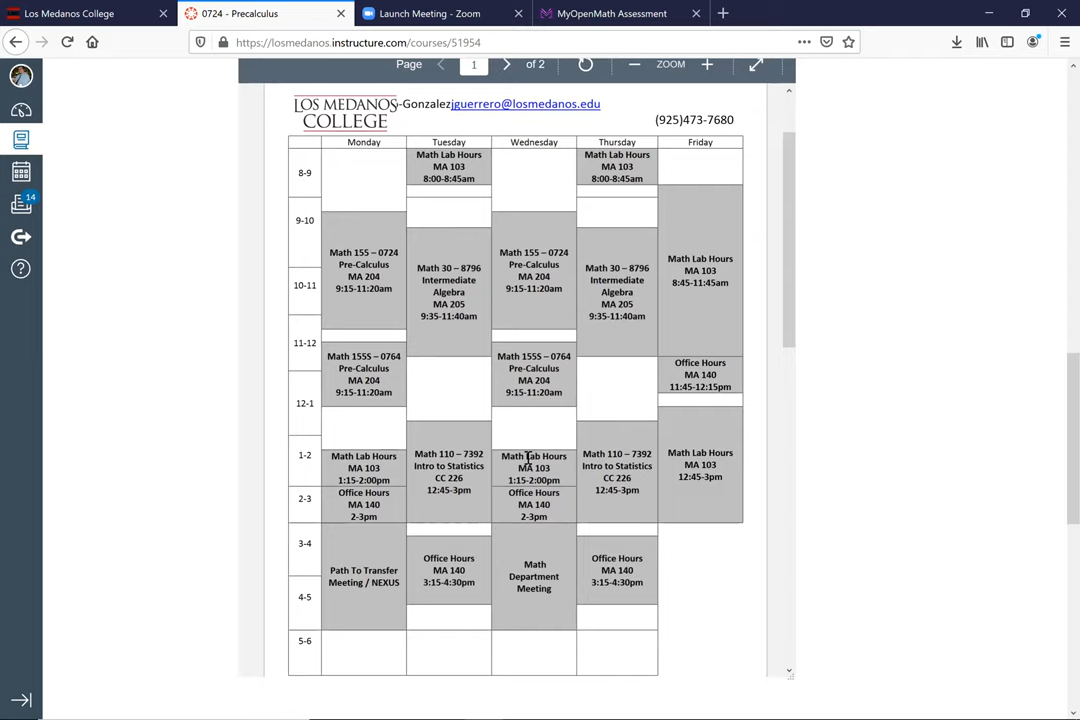 Los Medanos College
0724 - Precalculus
Launch Meeting - Zoom
MyOpenMath Assessment
https://losmedanos.instructure.com/courses/51954
Page 1 of 2 ZOOM
14
LOS MEDANOS
COLLEGE
-Gonzalezjguerrero@losmedanos.edu
(925)473-7680
Monday Tuesday Wednesday Thursday Friday
8-9
9-10
10-11
11-12
12-1
1-2
2-3
3-4
4-5
5-6
Math 155 – 0724
Pre-Calculus
MA 204
9:15-11:20am
Math 155S – 0764
Pre-Calculus
MA 204
9:15-11:20am
Math Lab Hours
MA 103
1:15-2:00pm
Office Hours
MA 140
2-3pm
Path To Transfer
Meeting / NEXUS
Math Lab Hours
MA 103
8:00-8:45am
Math 30 – 8796
Intermediate
Algebra
MA 205
9:35-11:40am
Math 110 – 7392
Intro to Statistics
CC 226
12:45-3pm
Office Hours
MA 140
3:15-4:30pm
Math 155 – 0724
Pre-Calculus
MA 204
9:15-11:20am
Math 155S – 0764
Pre-Calculus
MA 204
9:15-11:20am
Math Lab Hours
MA 103
1:15-2:00pm
Office Hours
MA 140
2-3pm
Math
Department
Meeting
Math Lab Hours
MA 103
8:00-8:45am
Math 30 – 8796
Intermediate
Algebra
MA 205
9:35-11:40am
Math 110 – 7392
Intro to Statistics
CC 226
12:45-3pm
Office Hours
MA 140
3:15-4:30pm
Math Lab Hours
MA 103
8:45-11:45am
Office Hours
MA 140
11:45-12:15pm
Math Lab Hours
MA 103
12:45-3pm